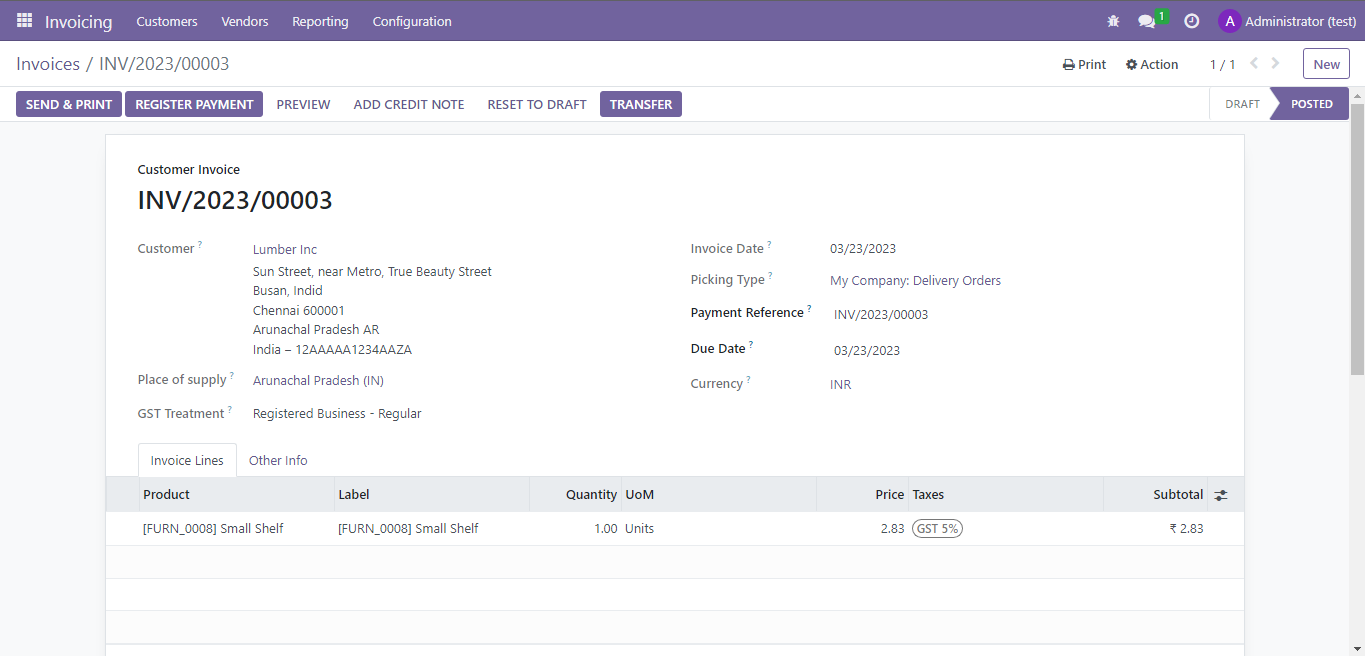 Invoicing Customers Vendors Reporting Configuration 1 A Administrator (test)
Invoices / INV/2023/00003 Print Action 1 / 1 New
SEND & PRINT REGISTER PAYMENT PREVIEW ADD CREDIT NOTE RESET TO DRAFT TRANSFER DRAFT POSTED
Customer Invoice
INV/2023/00003
Customer ? Lumber Inc
Sun Street, near Metro, True Beauty Street
Busan, Indid
Chennai 600001
Arunachal Pradesh AR
India – 12AAAAA1234AAZA
Place of supply ? Arunachal Pradesh (IN)
GST Treatment ? Registered Business - Regular
Invoice Date ? 03/23/2023
Picking Type ? My Company: Delivery Orders
Payment Reference ? INV/2023/00003
Due Date ? 03/23/2023
Currency ? INR
Invoice Lines Other Info
Product Label Quantity UoM Price Taxes Subtotal
[FURN_0008] Small Shelf [FURN_0008] Small Shelf 1.00 Units 2.83 GST 5% ₹ 2.83